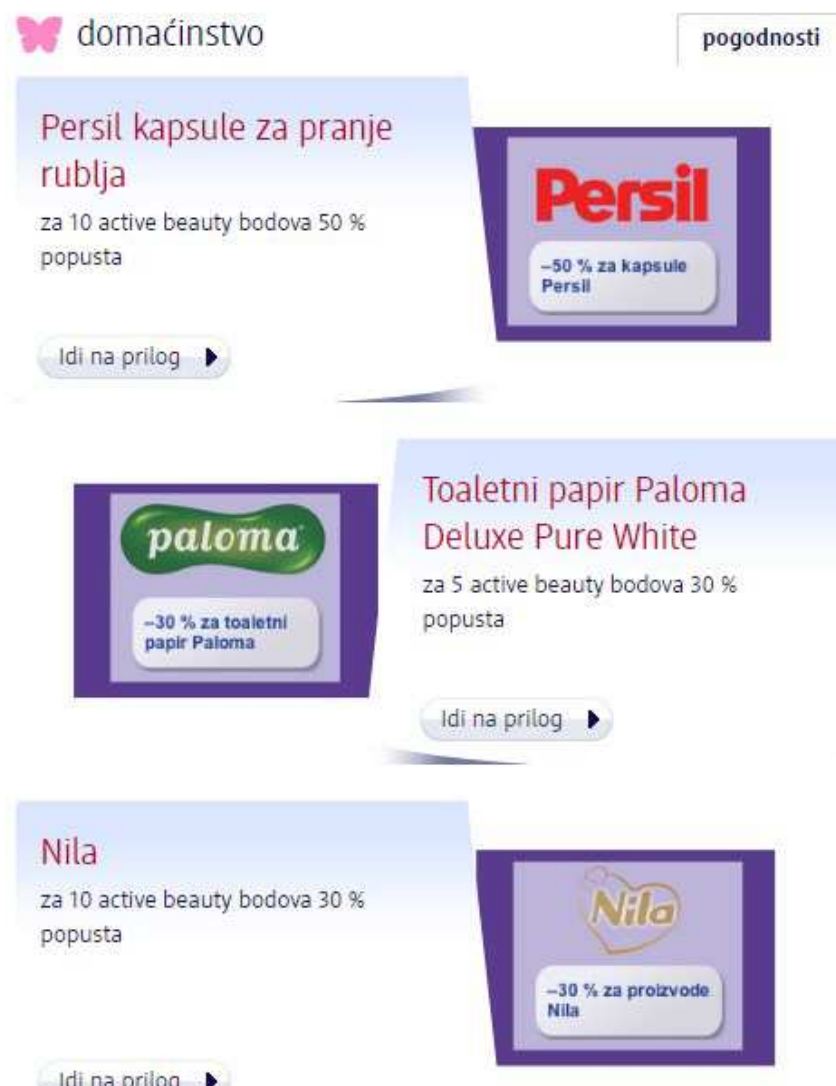 domaćinstvo
pogodnosti
Persil kapsule za pranje
rublja
za 10 active beauty bodova 50 %
popusta
Idi na prilog
Persil
–50 % za kapsule
Persil
paloma
–30 % za toaletni
papir Paloma
Toaletni papir Paloma
Deluxe Pure White
za 5 active beauty bodova 30 %
popusta
Idi na prilog
Nila
za 10 active beauty bodova 30 %
popusta
Idi na prilog
Nila
–30 % za proizvode
Nila